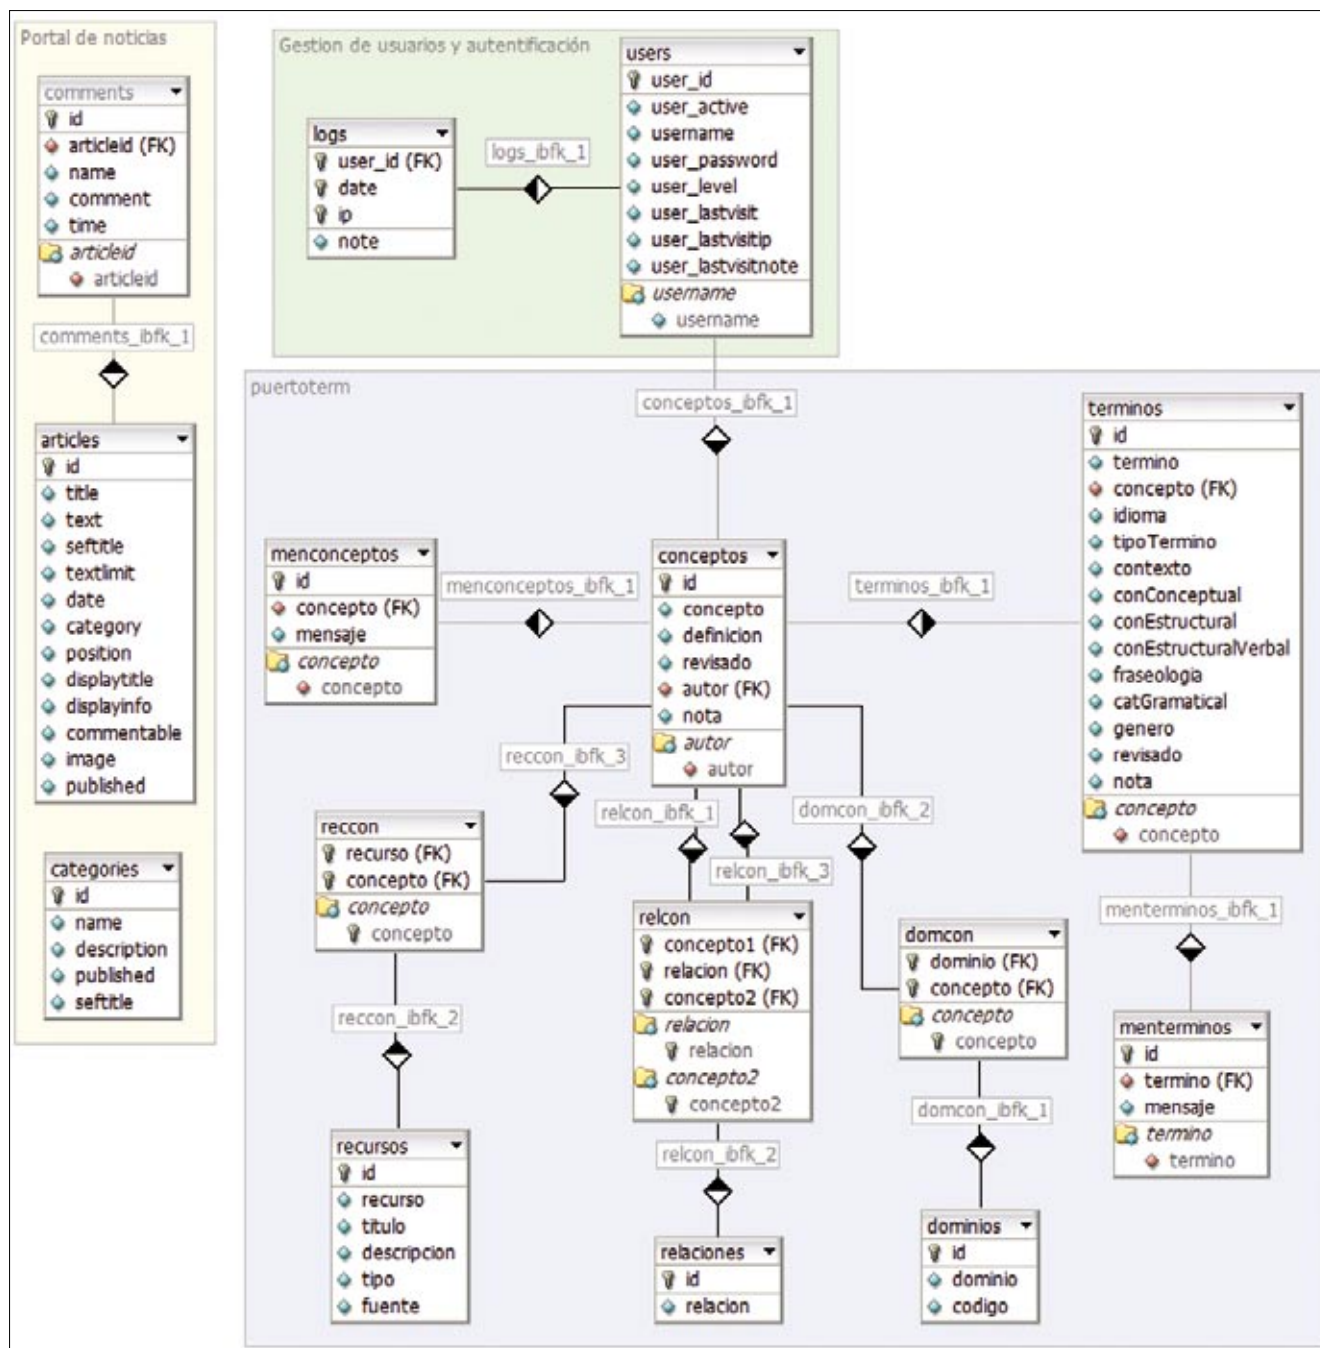 Portal de noticias
comments
id
articleid (FK)
name
comment
time
articleid
articleid
comments_ibfk_1
articles
id
title
text
seftitle
textlimit
date
category
position
displaytitle
displayinfo
commentable
image
published
categories
id
name
description
published
seftitle
Gestion de usuarios y autentificación
logs
user_id (FK)
date
ip
note
logs_ibfk_1
users
user_id
user_active
username
user_password
user_level
user_lastvisit
user_lastvisitip
user_lastvisitnote
username
username
puertoterm
conceptos_ibfk_1
menconceptos
id
concepto (FK)
mensaje
concepto
concepto
menconceptos_ibfk_1
conceptos
id
concepto
definicion
revisado
autor (FK)
nota
autor
autor
terminos_ibfk_1
terminos
id
termino
concepto (FK)
idioma
tipoTermino
contexto
conConceptual
conEstructural
conEstructuralVerbal
fraseologia
catGramatical
genero
revisado
nota
concepto
concepto
reccon_ibfk_3
relcon_ibfk_1
relcon_ibfk_3
domcon_ibfk_2
reccon
recurso (FK)
concepto (FK)
concepto
concepto
reccon_ibfk_2
recursos
id
recurso
titulo
descripcion
tipo
fuente
relcon
concepto1 (FK)
relacion (FK)
concepto2 (FK)
relacion
relacion
concepto2
concepto2
relcon_ibfk_2
relaciones
id
relacion
domcon
dominio (FK)
concepto (FK)
concepto
concepto
domcon_ibfk_1
dominios
id
dominio
codigo
menterminos_ibfk_1
menterminos
id
termino (FK)
mensaje
termino
termino